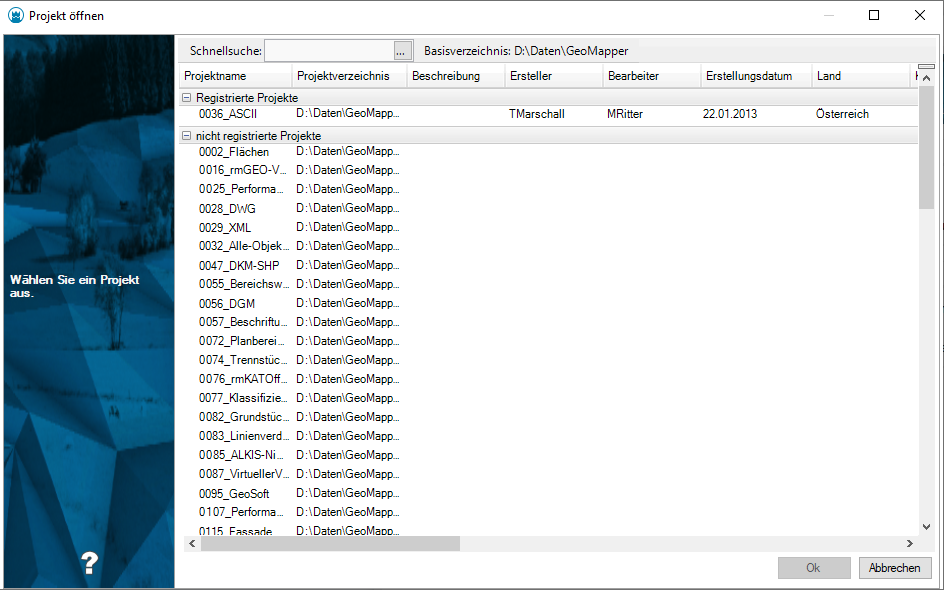 Projekt öffnen
Schnellsuche: ... Basisverzeichnis: D:\Daten\GeoMapper
Projektname Projektverzeichnis Beschreibung Ersteller Bearbeiter Erstellungsdatum Land
Registrierte Projekte
0036_ASCII D:\Daten\GeoMapp... TMarschall MRitter 22.01.2013 Österreich
nicht registrierte Projekte
0002_Flächen D:\Daten\GeoMapp...
0016_rmGEO-V... D:\Daten\GeoMapp...
0025_Performa... D:\Daten\GeoMapp...
0028_DWG D:\Daten\GeoMapp...
0029_XML D:\Daten\GeoMapp...
0032_Alle-Objek... D:\Daten\GeoMapp...
0047_DKM-SHP D:\Daten\GeoMapp...
0055_Bereichsw... D:\Daten\GeoMapp...
0056_DGM D:\Daten\GeoMapp...
0057_Beschriftu... D:\Daten\GeoMapp...
0072_Planberei... D:\Daten\GeoMapp...
0074_Trennstüc... D:\Daten\GeoMapp...
0076_rmKATOff... D:\Daten\GeoMapp...
0077_Klassifizie... D:\Daten\GeoMapp...
0082_Grundstüc... D:\Daten\GeoMapp...
0083_Linienverd... D:\Daten\GeoMapp...
0085_ALKIS-Ni... D:\Daten\GeoMapp...
0087_VirtuellerV... D:\Daten\GeoMapp...
0095_GeoSoft D:\Daten\GeoMapp...
0107_Performa... D:\Daten\GeoMapp...
0115_Fassade D:\Daten\GeoMapp...
Wählen Sie ein Projekt
aus.
?
Ok Abbrechen